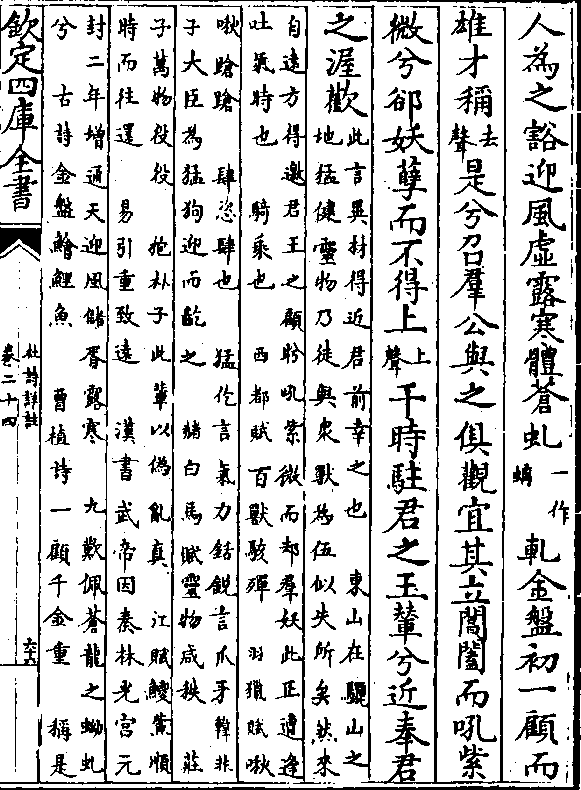 人為之豁迎風虛露寒體蒼虬一作螭軋金盤初一顧而
雄才稱去聲是兮召羣公與之俱觀宜其立閶闔而吼紫
微兮卻妖孽而不得上上聲干時駐君之玉輦兮近奉君
之渥歡
此言異封得近君前幸之也 東山在驪山之
地猛健靈物乃徒與衆獸為伍似失所矣然來
自遠方得邀君王之顧盻吼紫微而却羣妖此正遭逢
吐氣時也 騎乘也 西都賦百獸駭殫 羽獵賦啾
啾蹌蹌 肆恣肆也 猛仡言氣力銛鋭言爪牙韓非
子大臣為猛狗迎而齕之 赭白馬賦靈物咸秩 莊
子萬物役役 抱朴子此輩以偽亂真 江賦鯼鮆順
時而往還 易引重致遠 漢書武帝因秦林光宫元
封二年增通天迎風儲胥露寒 九歎佩蒼龍之蚴虬
兮 古詩金盤鱠鯉魚 曹植詩一顧千金重 稱是
欽定四庫全書
杜詩詳註
卷二十四